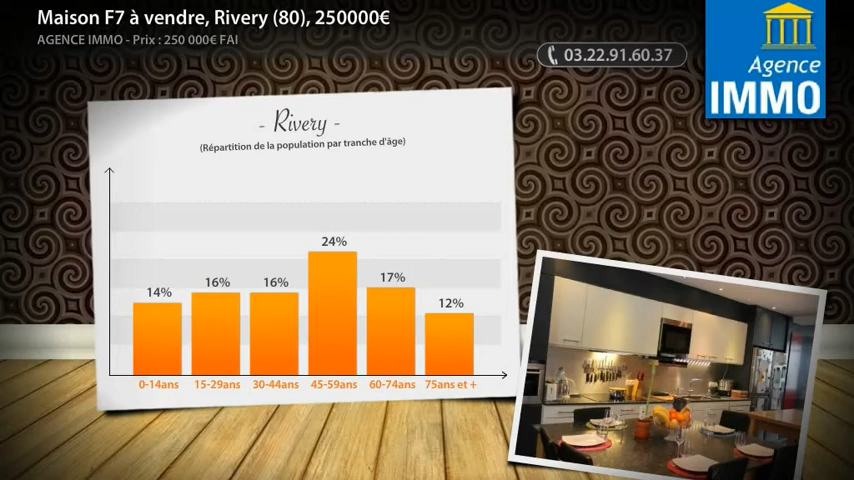 Maison F7 à vendre, Rivery (80), 250000€
AGENCE IMMO - Prix : 250 000€ FAI
03.22.91.60.37
Agence
IMMO
- Rivery -
(Répartition de la population par tranche d'âge)
14%
16%
16%
24%
17%
12%
0-14ans
15-29ans
30-44ans
45-59ans
60-74ans
75ans et +